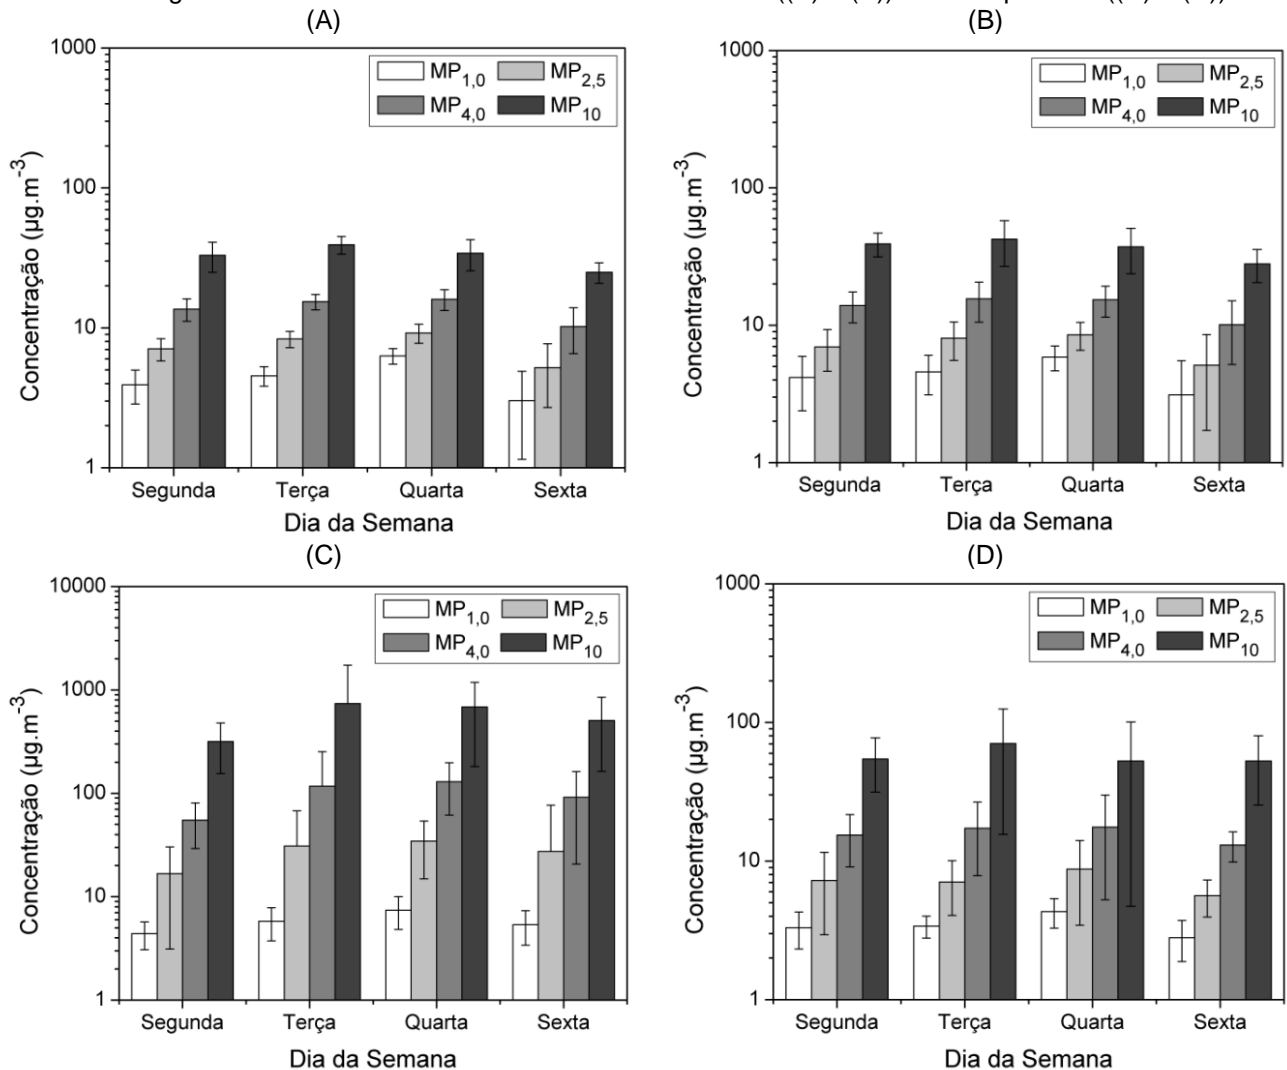 (A) (B)
1000
100
10
1
Concentração (µg.m⁻³)
MP₁,₀ MP₂,₅
MP₄,₀ MP₁₀
Segunda Terça Quarta Sexta
Dia da Semana
1000
100
10
1
Concentração (µg.m⁻³)
MP₁,₀ MP₂,₅
MP₄,₀ MP₁₀
Segunda Terça Quarta Sexta
Dia da Semana
(C) (D)
10000
1000
100
10
1
Concentração (µg.m⁻³)
MP₁,₀ MP₂,₅
MP₄,₀ MP₁₀
Segunda Terça Quarta Sexta
Dia da Semana
1000
100
10
1
Concentração (µg.m⁻³)
MP₁,₀ MP₂,₅
MP₄,₀ MP₁₀
Segunda Terça Quarta Sexta
Dia da Semana